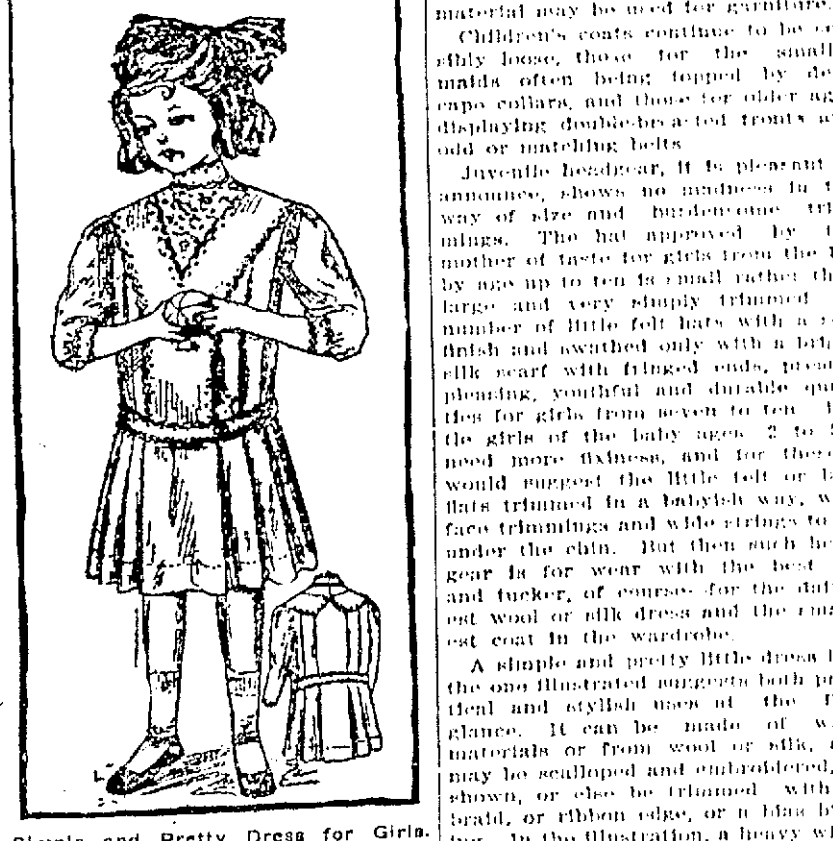 material may be used for garniture.
Children's coats continue to be
sibly loose, those for the small
maids often being topped by
cape collars, and those for older
displaying double-breasted fronts
odd or matching belts
Juvenile headgear, it is pleasant
announce, shows no madness in
way of size and burdensome
mings. The hat approved by
mother of taste for girls from the
by age up to ten is small rather
large and very simply trimmed
number of little felt hats with a
finish and swathed only with a
silk scarf with fringed ends,
pleasing, youthful and durable
ties for girls from seven to ten
tle girls of the baby ages 2 to
need more fixiness, and for
would suggest the little felt or
flats trimmed in a babyish way,
face trimmings and wide strings to
under the chin. But then such
gear is for wear with the best
and tucker, of course for the
est wool or silk dress and the
est coat in the wardrobe.
A simple and pretty little dress
the one illustrated suggests both
tical and stylish uses at the
glance. It can be made of
materials or from wool or silk,
may be scalloped and embroidered,
shown, or else be trimmed with
braid, or ribbon edge, or a bias
In the illustration, a heavy
and Pretty Dress for Girls.